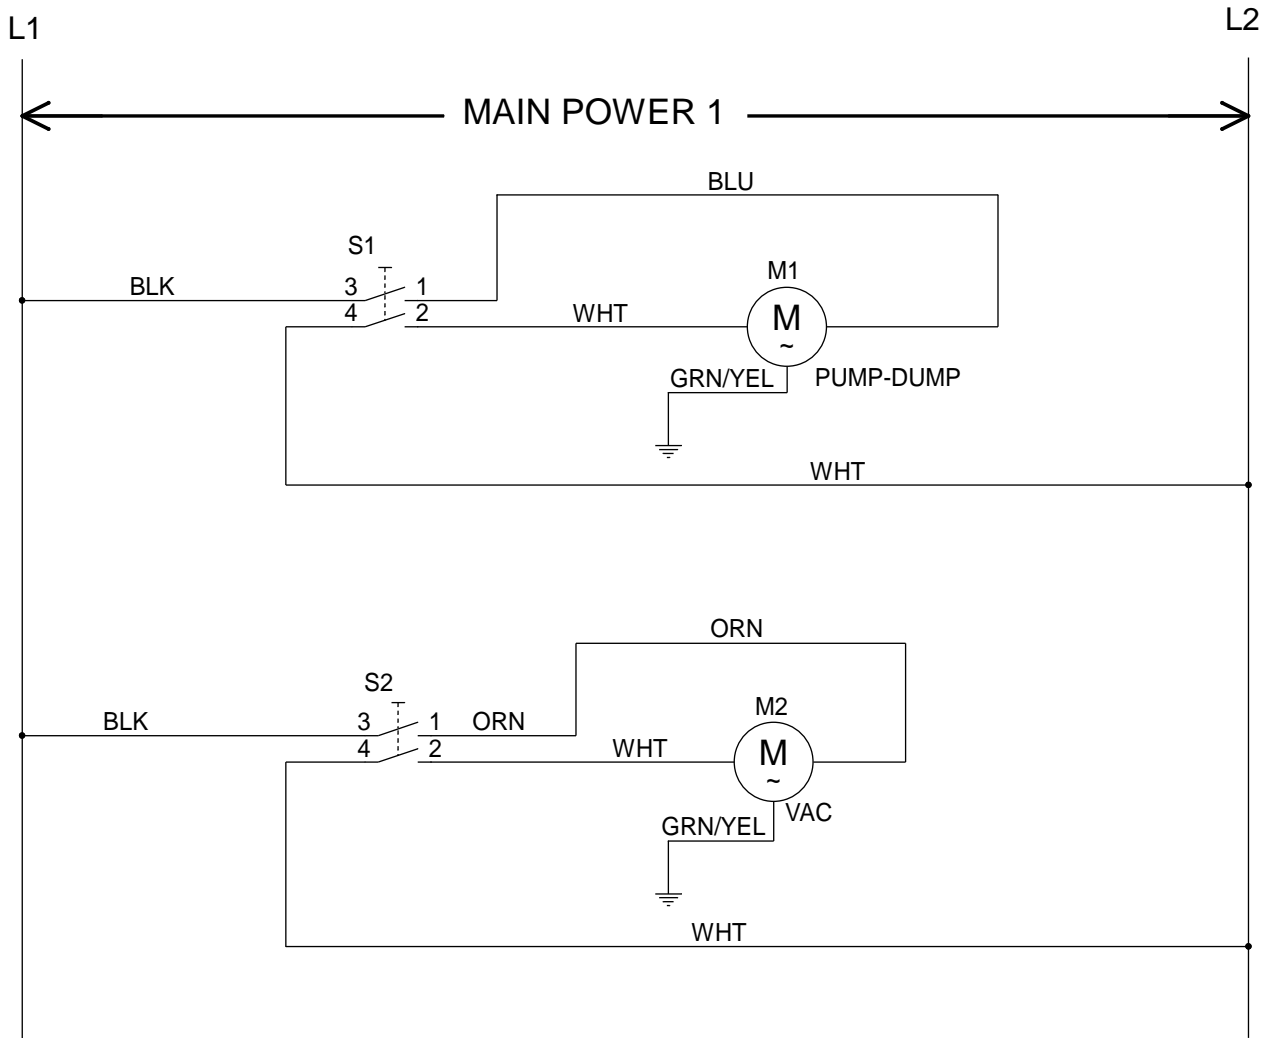 L1
L2
MAIN POWER 1
BLU
S1
BLK
3 1
4 2
WHT
M1
M
~
GRN/YEL
PUMP-DUMP
WHT
ORN
S2
BLK
3 1
ORN
4 2
WHT
M2
M
~
VAC
GRN/YEL
WHT